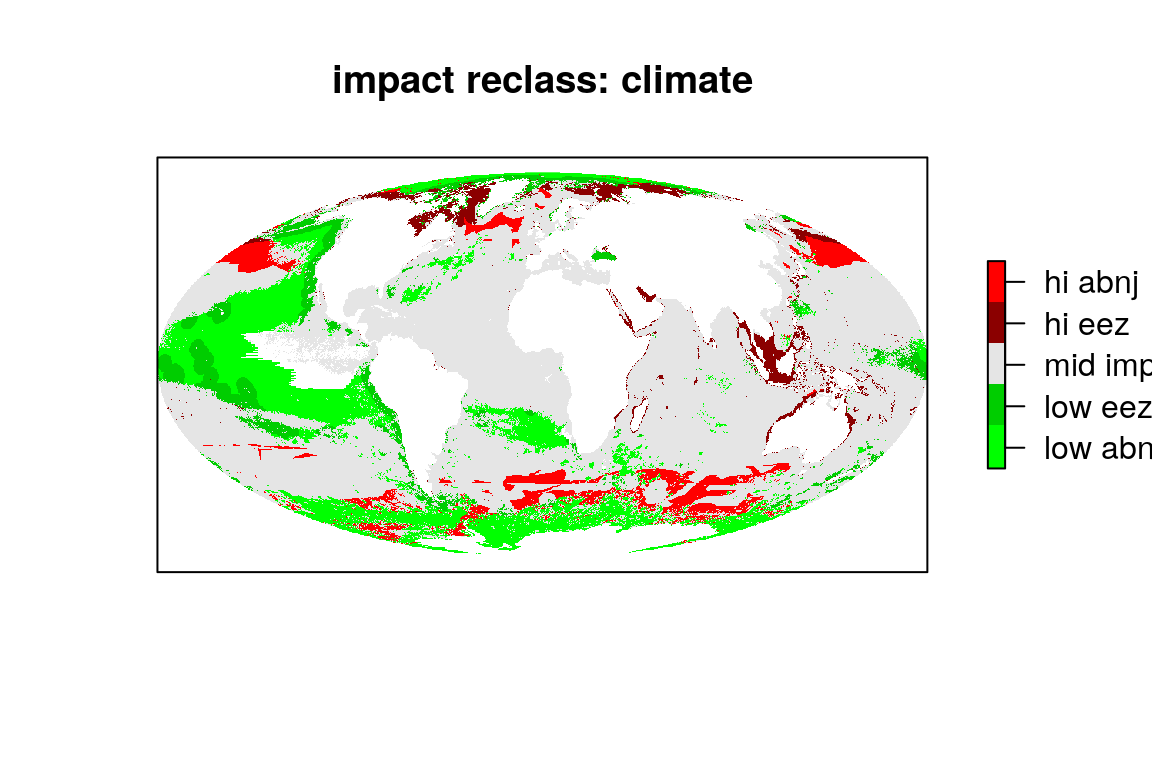 impact reclass: climate
hi abnj
hi eez
mid imp
low eez
low abn